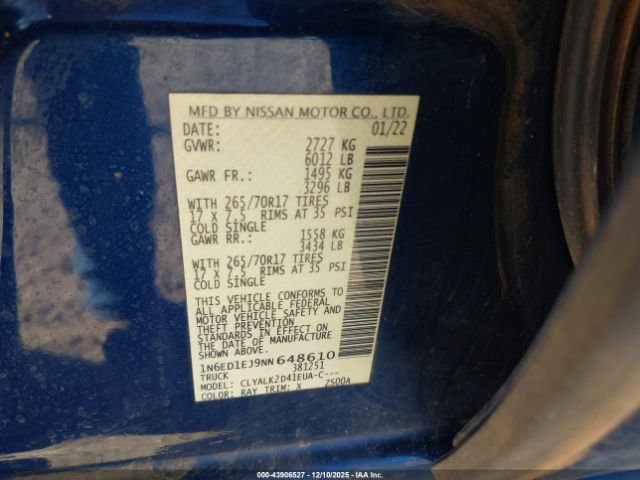 MFD BY NISSAN MOTOR CO., LTD.
DATE: 01/22
GVWR: 2727 KG
6012 LB
GAWR FR.: 1495 KG
3296 LB
WITH 265/70R17 TIRES
17 X 7.5 RIMS AT 35 PSI
COLD SINGLE
GAWR RR.: 1558 KG
3434 LB
WITH 265/70R17 TIRES
17 X 7.5 RIMS AT 35 PSI
COLD SINGLE
THIS VEHICLE CONFORMS TO
ALL APPLICABLE FEDERAL
MOTOR VEHICLE SAFETY AND
THEFT PREVENTION
STANDARDS IN EFFECT ON
THE DATE OF MANUFACTURE
SHOWN ABOVE.
1N6ED1EJ9NN 648610
TRUCK 381251
MODEL: CLYALK2D41EUA-C---
COLOR: RAY TRIM: X Z500A
000-43906527 - 12/10/2025 - IAAI.COM